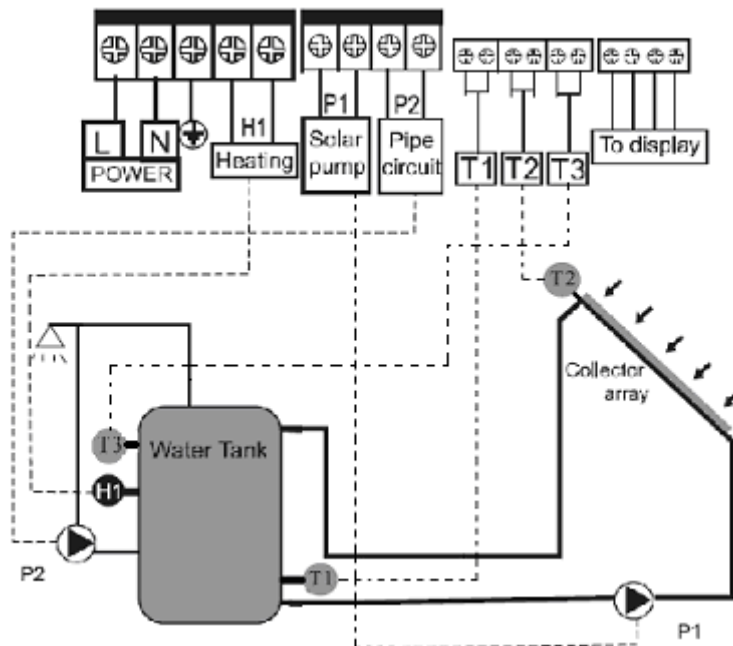 P1
P2
H1
L
N
Solar
pump
Pipe
circuit
Heating
To display
POWER
T1
T2
T3
T2
Collector
array
T3
Water Tank
H1
P2
T1
P1